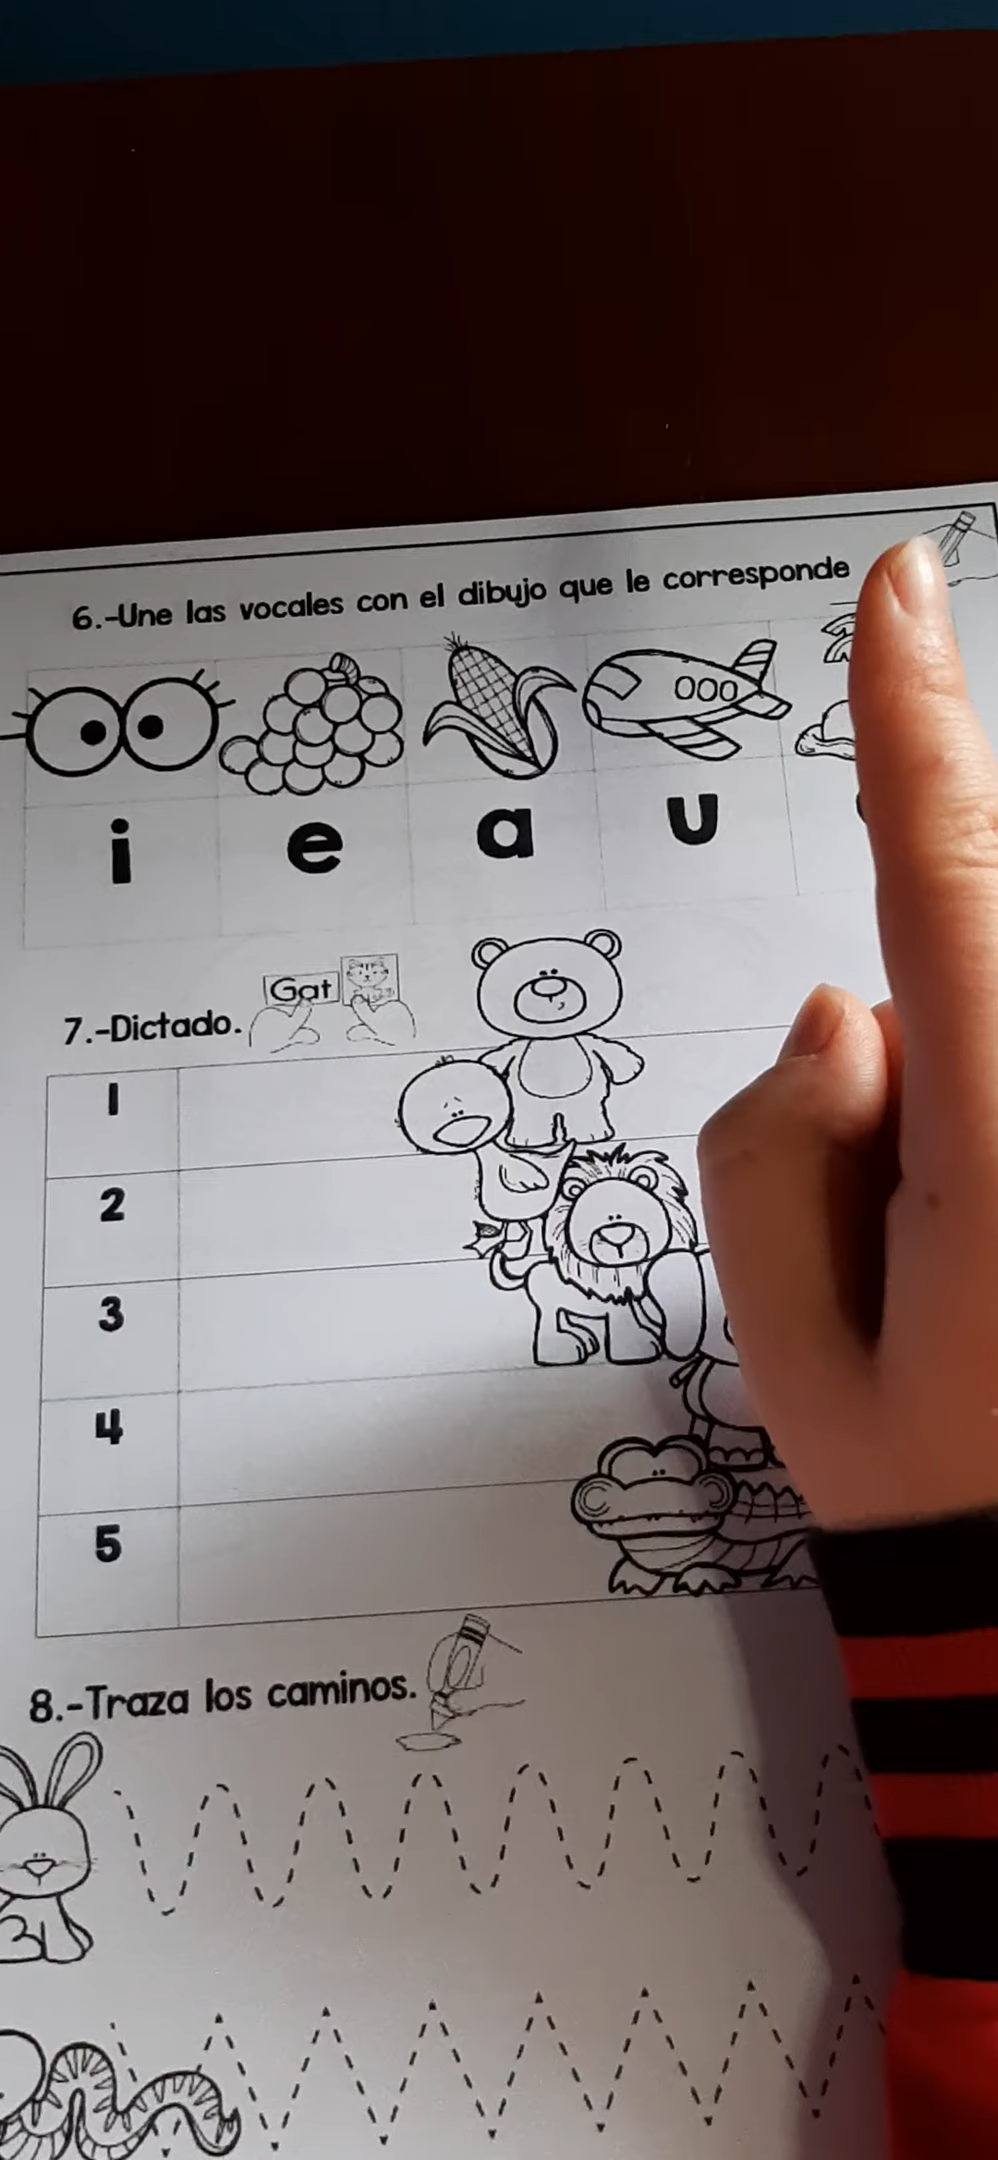 6.-Une las vocales con el dibujo que le corresponde
i e a u
7.-Dictado.
Gat
1
2
3
4
5
8.-Traza los caminos.